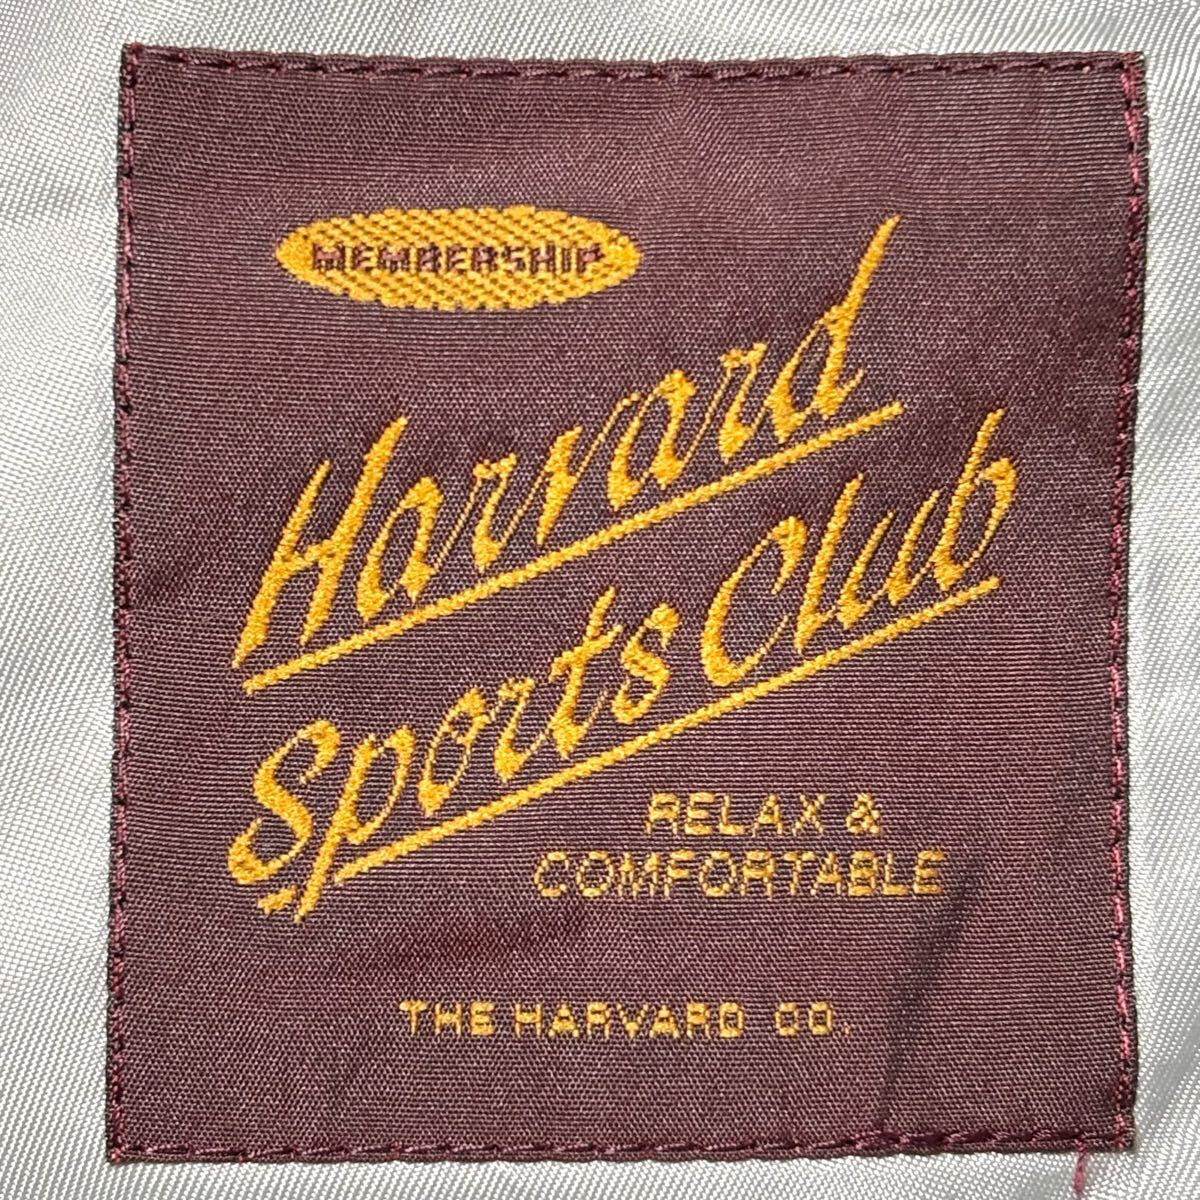 MEMBERSHIP
Harvard
Sports Club
RELAX &
COMFORTABLE
THE HARVARD CO.